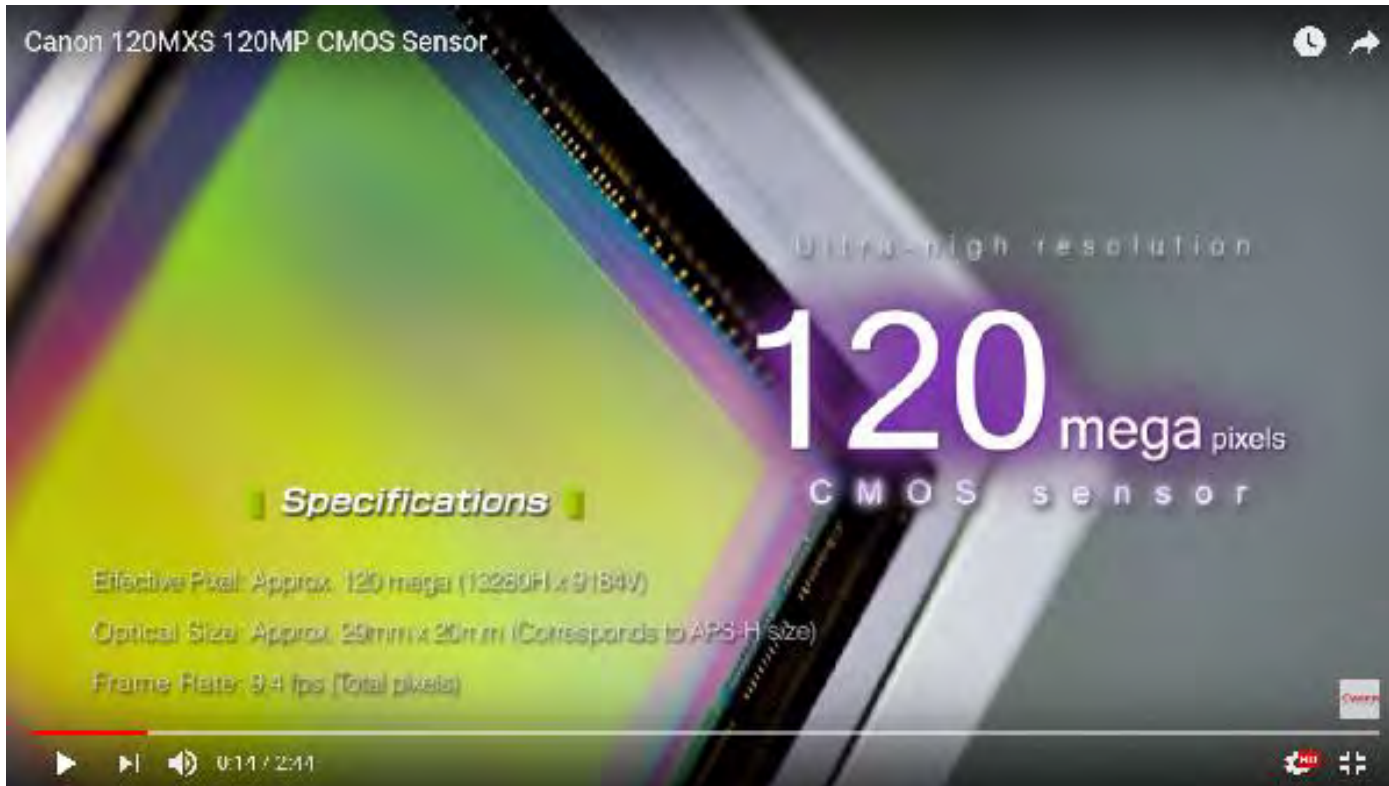 Canon 120MXS 120MP CMOS Sensor
Ultra-high resolution
120 mega pixels
CMOS sensor
Specifications
Effective Pixel: Approx. 120 mega (13280H x 9184V)
Optical Size: Approx. 29mm x 20mm (Corresponds to APS-H size)
Frame Rate: 9.4 fps (Total pixels)
Canon
0:14 / 2:44
HD